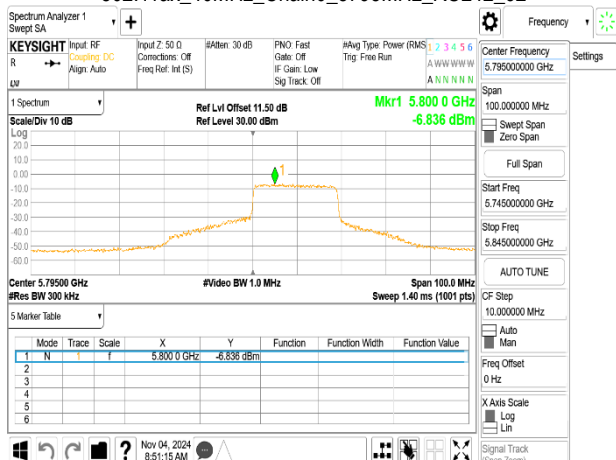 Spectrum Analyzer 1
Swept SA
+
Frequency
KEYSIGHT
R
Input: RF
Coupling: DC
Align: Auto
Input Z: 50 Ω
Corrections: Off
Freq Ref: Int (S)
#Atten: 30 dB
PNO: Fast
Gate: Off
IF Gain: Low
Sig Track: Off
#Avg Type: Power (RMS
Trig: Free Run
1 2 3 4 5 6
A W W W W W
A N N N N N
1 Spectrum
Scale/Div 10 dB
Ref Lvl Offset 11.50 dB
Ref Level 30.00 dBm
Mkr1 5.800 0 GHz
-6.836 dBm
Log
20.0
10.0
0.00
-10.0
-20.0
-30.0
-40.0
-50.0
-60.0
1
Center 5.79500 GHz
#Res BW 300 kHz
#Video BW 1.0 MHz
Span 100.0 MHz
Sweep 1.40 ms (1001 pts)
5 Marker Table
Mode Trace Scale X Y Function Function Width Function Value
1 N 1 f 5.800 0 GHz -6.836 dBm
2
3
4
5
6
Nov 04, 2024
8:51:15 AM
?
Center Frequency
5.795000000 GHz
Settings
Span
100.000000 MHz
Swept Span
Zero Span
Full Span
Start Freq
5.745000000 GHz
Stop Freq
5.845000000 GHz
AUTO TUNE
CF Step
10.000000 MHz
Auto
Man
Freq Offset
0 Hz
X Axis Scale
Log
Lin
Signal Track